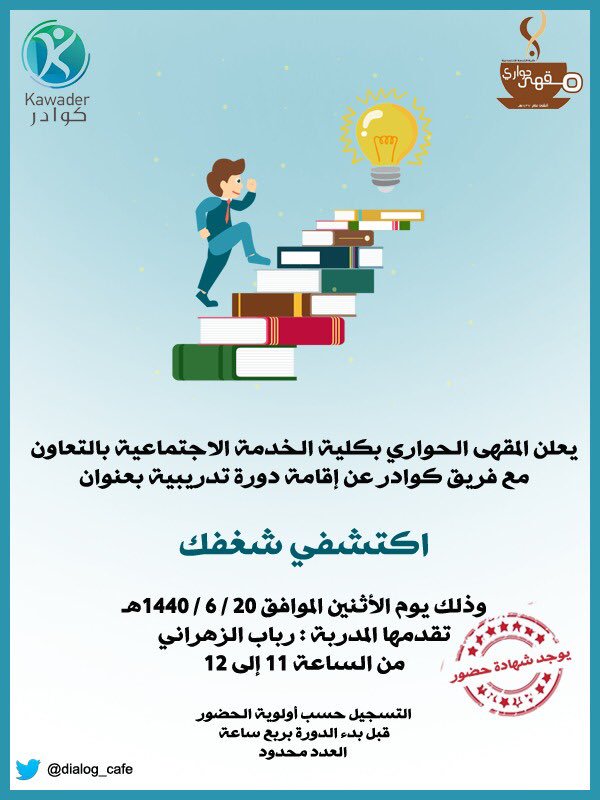 Kawader
كوادر
مقهى حواري
يعلن المقهى الحواري بكلية الخدمة الاجتماعية بالتعاون
مع فريق كوادر عن إقامة دورة تدريبية بعنوان
اكتشفي شغفك
وذلك يوم الأثنين الموافق 20 / 6 / 1440هـ
تقدمها المدربة : رباب الزهراني
من الساعة 11 إلى 12
يوجد شهادة حضور
التسجيل حسب أولوية الحضور
قبل بدء الدورة بربع ساعة
العدد محدود
@dialog_cafe